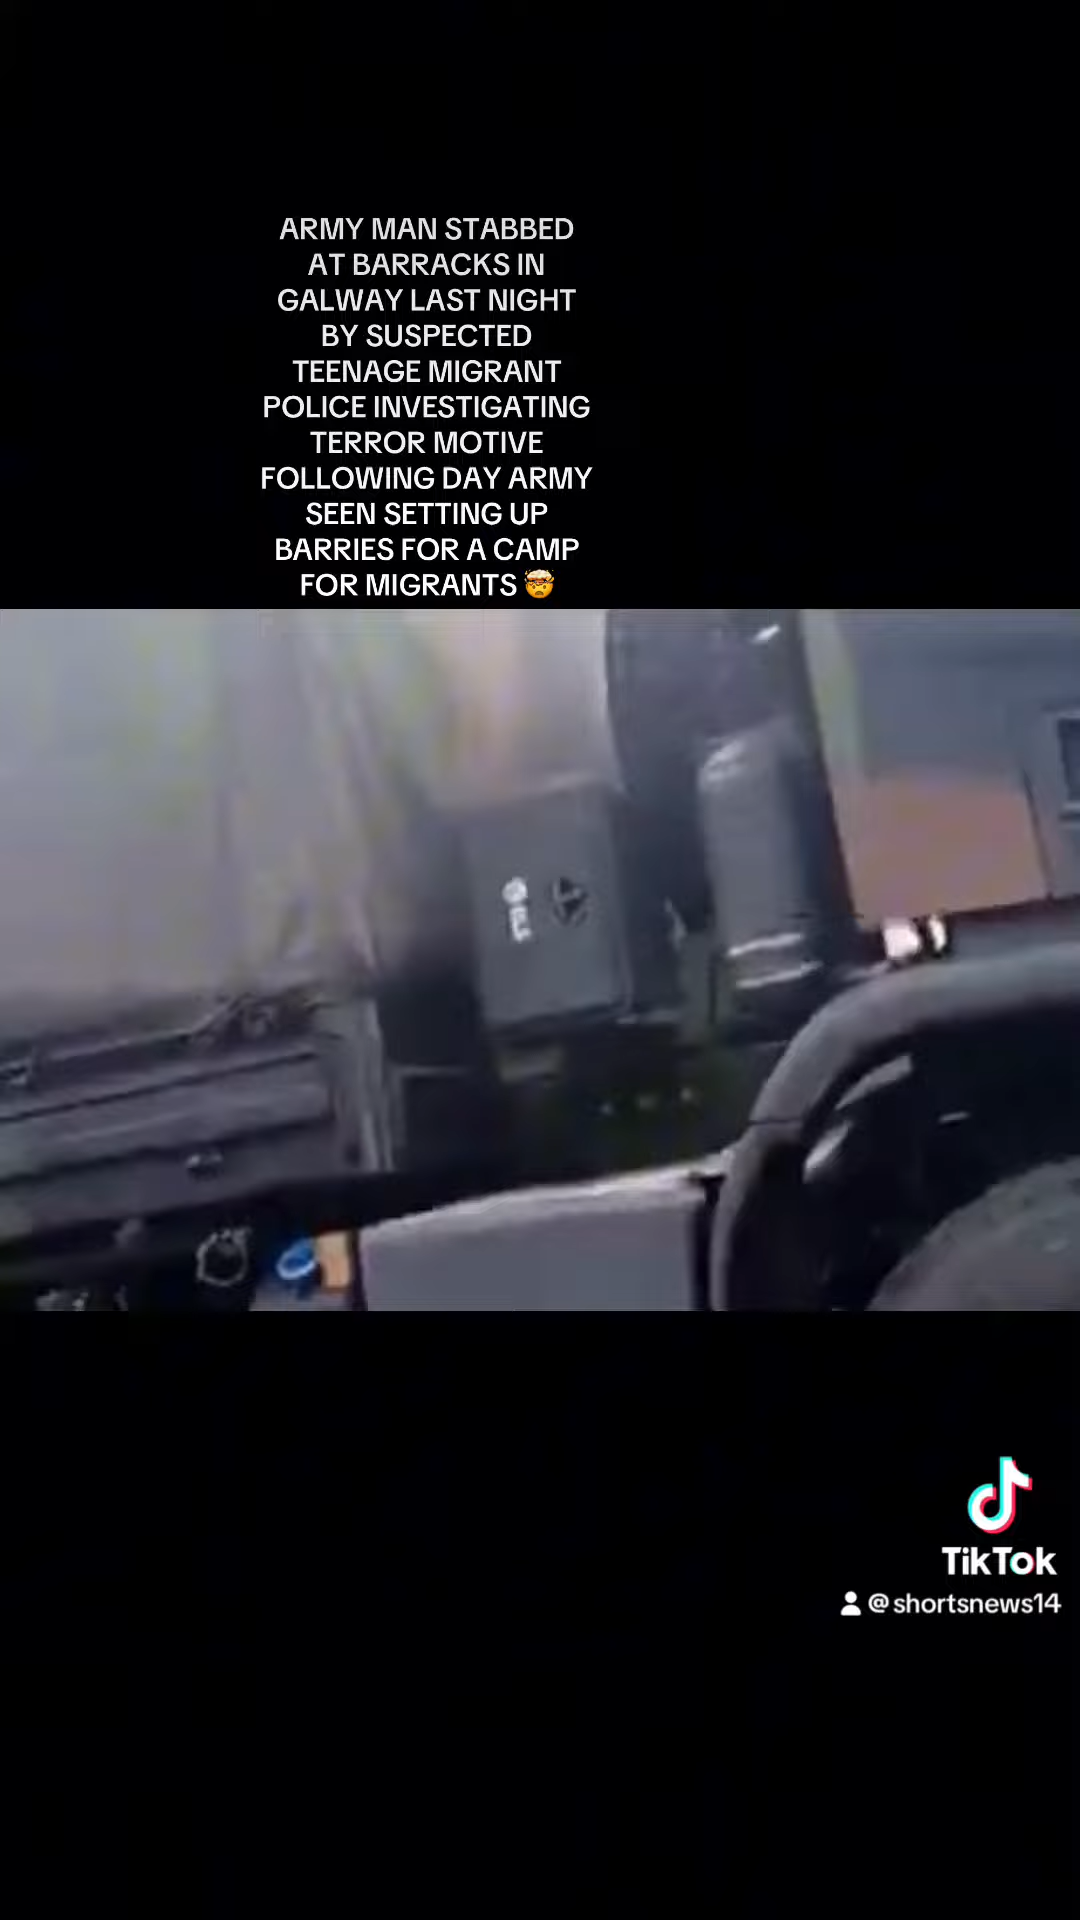 ARMY MAN STABBED
AT BARRACKS IN
GALWAY LAST NIGHT
BY SUSPECTED
TEENAGE MIGRANT
POLICE INVESTIGATING
TERROR MOTIVE
FOLLOWING DAY ARMY
SEEN SETTING UP
BARRIES FOR A CAMP
FOR MIGRANTS 🤯
TikTok
@shortsnews14